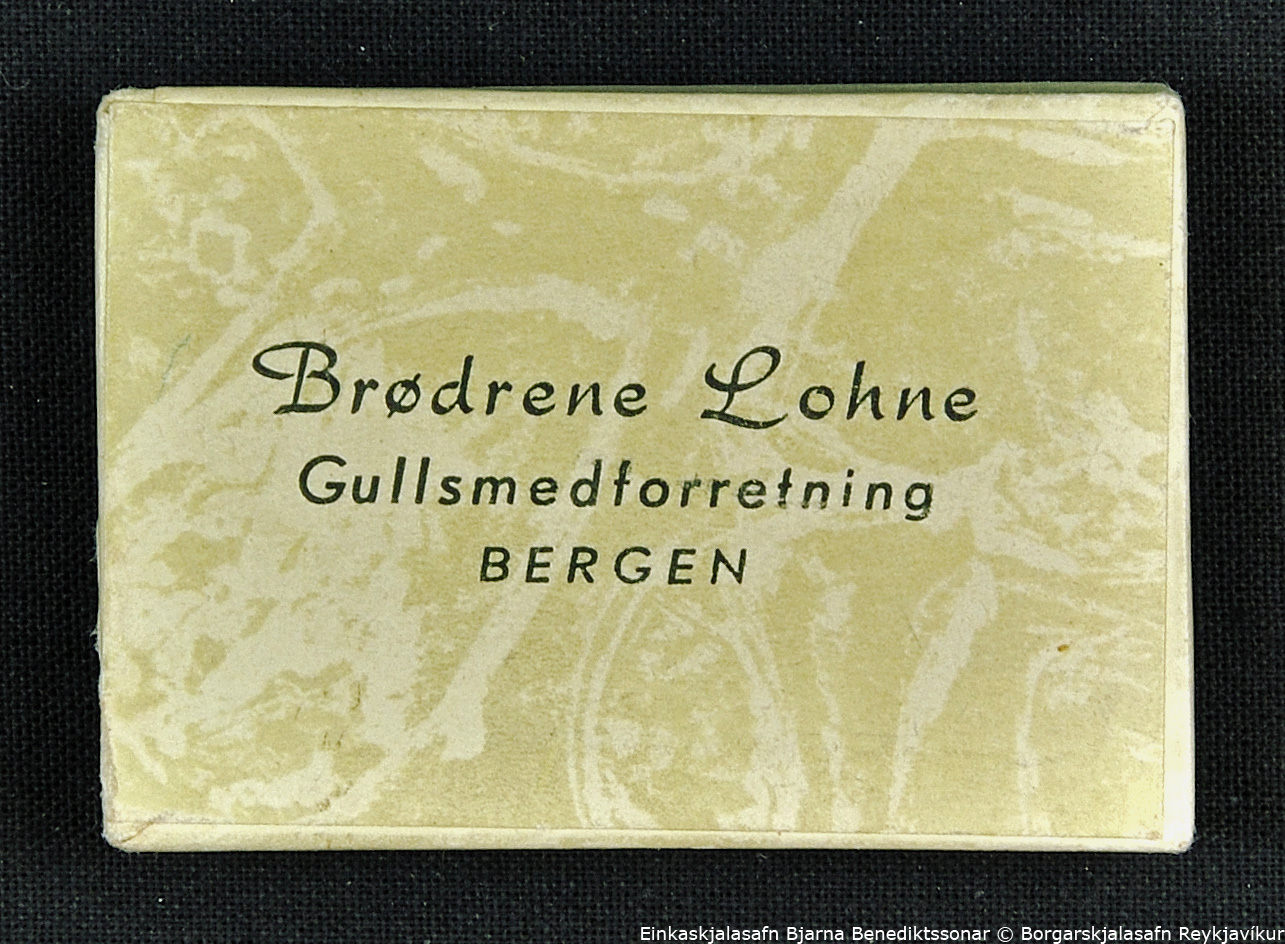 Brødrene Lohne
Gullsmedforretning
BERGEN
Einkaskjalasafn Bjarna Benediktssonar © Borgarskjalasafn Reykjavíkur